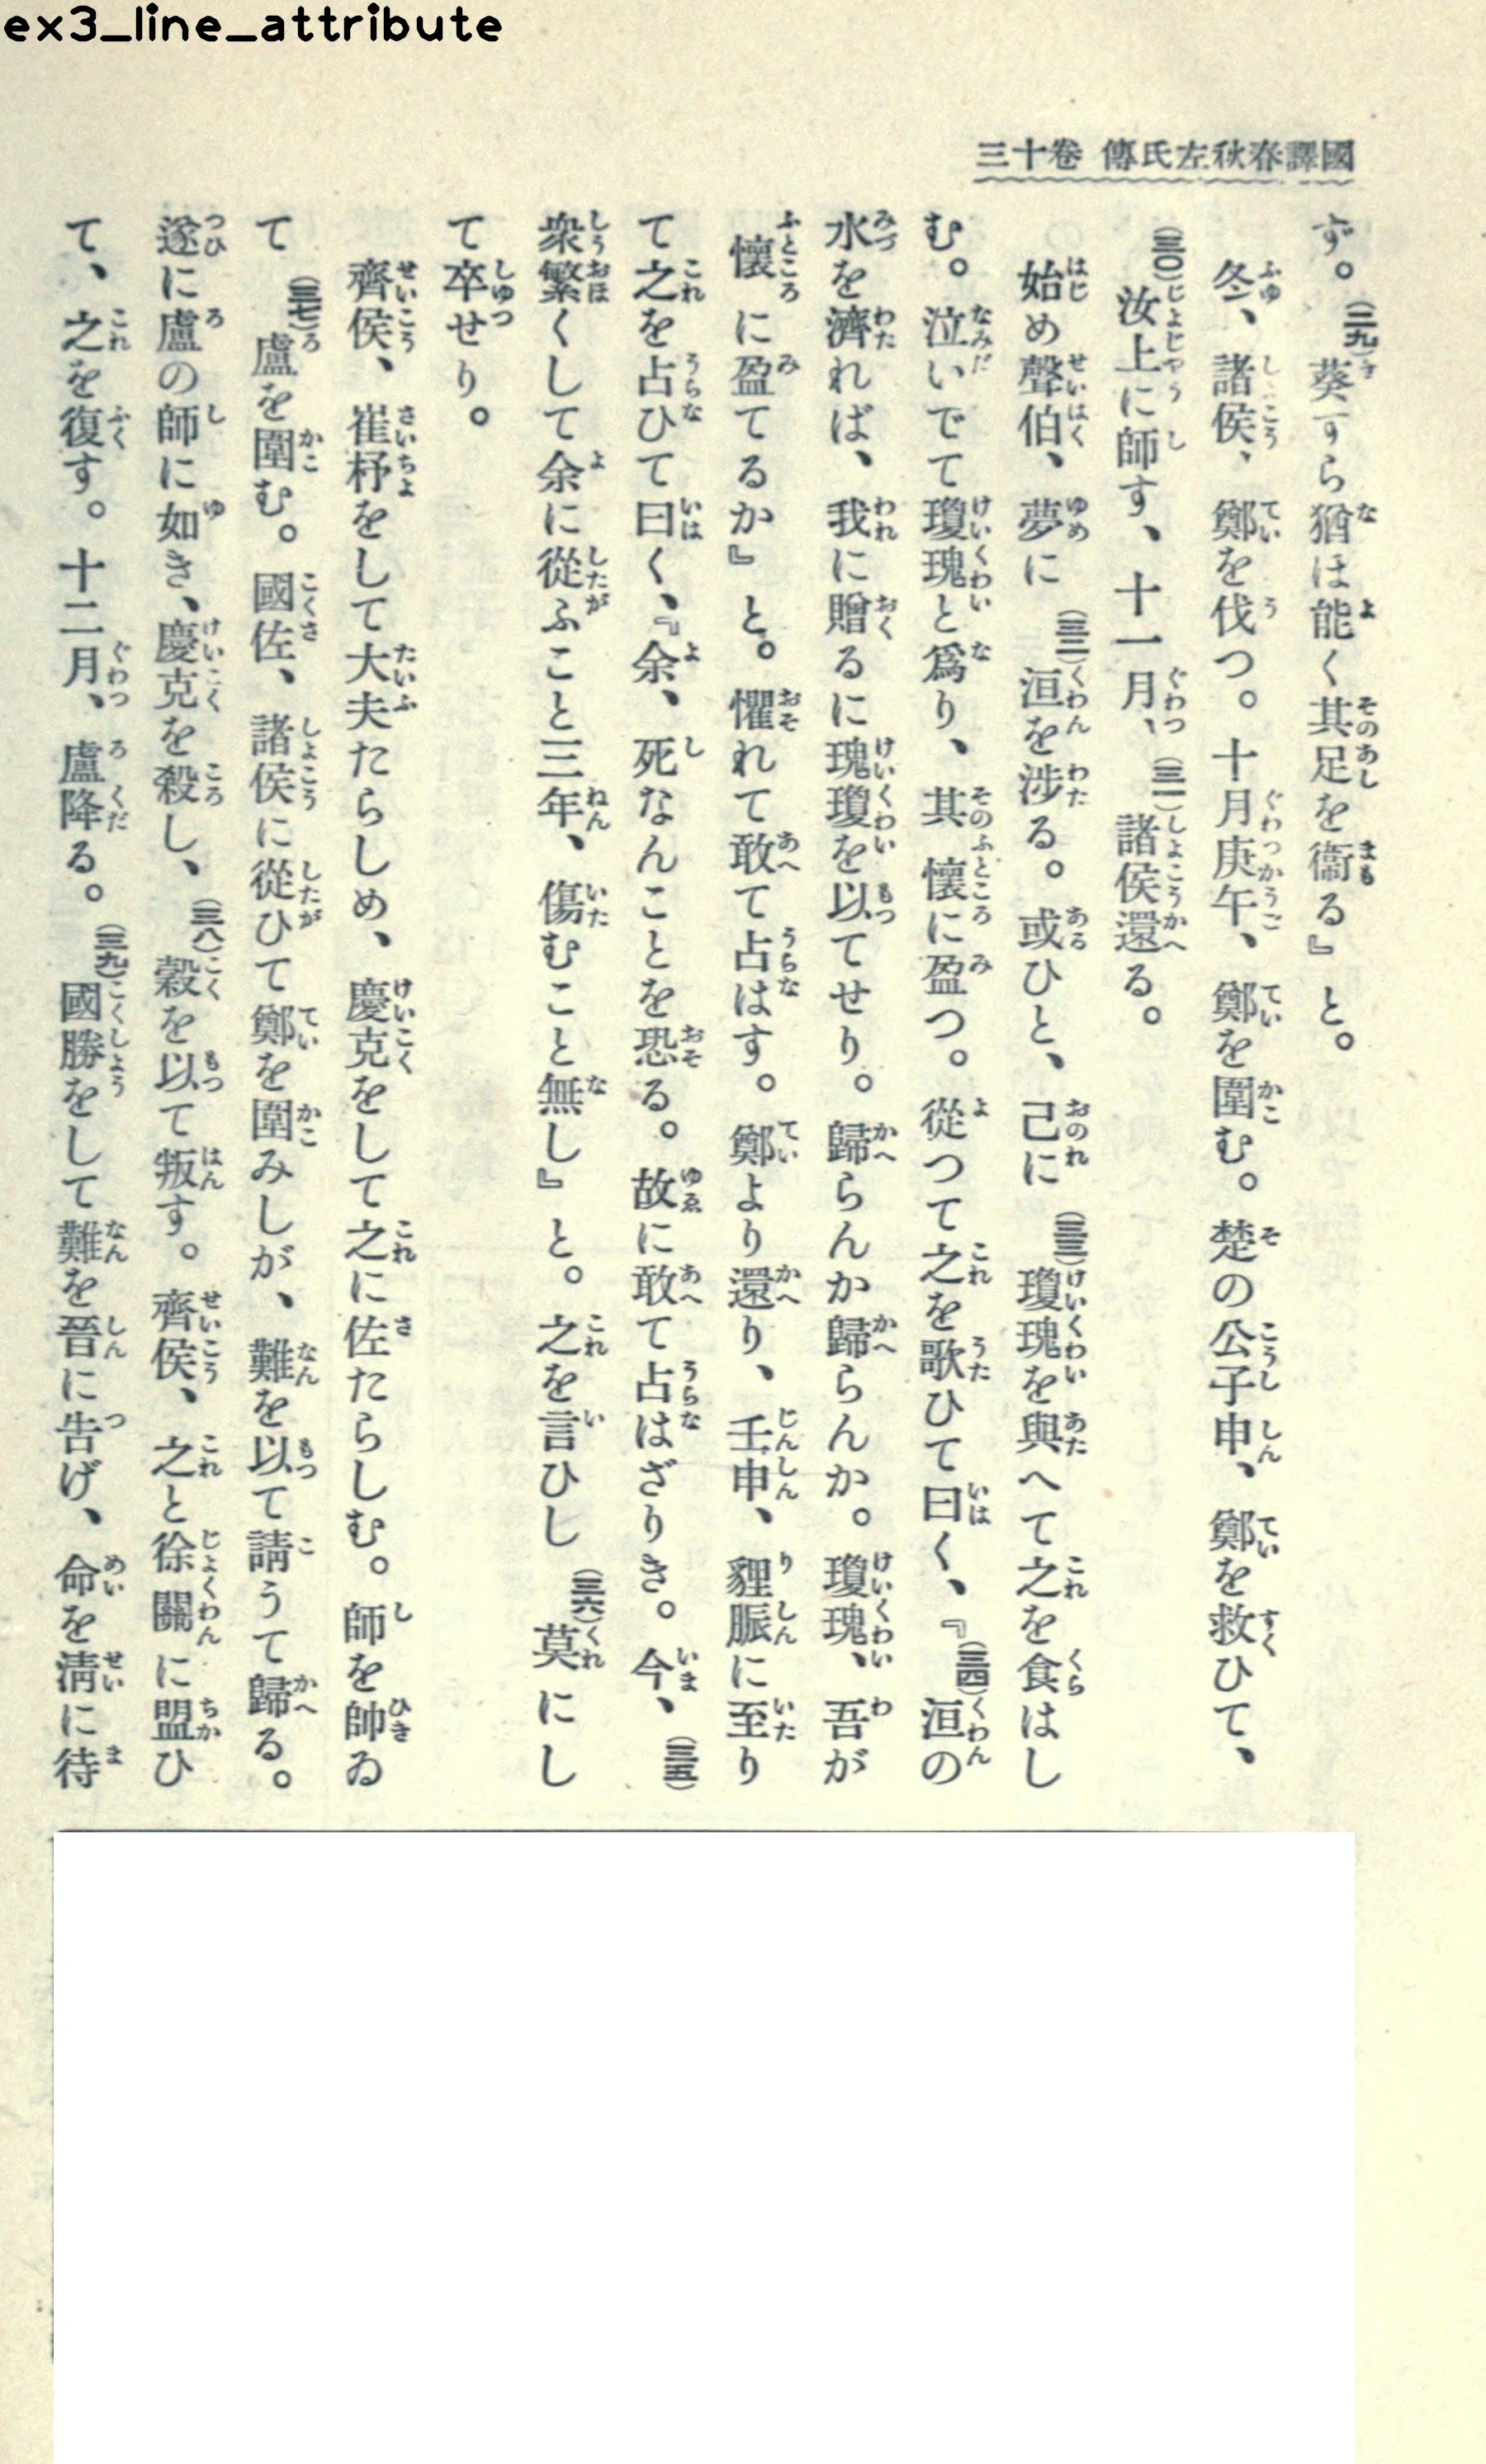 ex3_line_attribute
國譯春秋左氏傳 卷十三
ず。(二九)葵すら猶ほ能く其足を衞る』と。
冬、諸侯、鄭を伐つ。十月庚午、鄭を圍む。楚の公子申、鄭を救ひて、
(三〇)汝上に師す、十一月、(三一)諸侯還る。
始め聲伯、夢に(三二)洹を涉る。或ひと、己に(三三)瓊瑰を與へて之を食はし
む。泣いでて瓊瑰と爲り、其懷に盈つ。從つて之を歌ひて曰く、『(三四)洹の
水を濟れば、我に贈るに瑰瓊を以てせり。歸らんか歸らんか。瓊瑰、吾が
懷に盈てるか』と。懼れて敢て占はす。鄭より還り、壬申、貍脤に至り
て之を占ひて曰く、『余、死なんことを恐る。故に敢て占はざりき。今、(三五)
衆繁くして余に從ふこと三年、傷むこと無し』と。之を言ひし(三六)莫にし
て卒せり。
齊侯、崔杼をして大夫たらしめ、慶克をして之に佐たらしむ。師を帥ゐ
て(三七)盧を圍む。國佐、諸侯に從ひて鄭を圍みしが、難を以て請うて歸る。
遂に盧の師に如き、慶克を殺し、(三八)穀を以て叛す。齊侯、之と徐關に盟ひ
て、之を復す。十二月、盧降る。(三九)國勝をして難を晉に告げ、命を淸に待